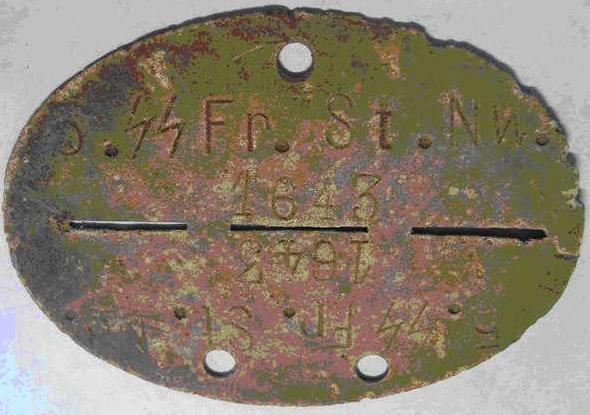 ᛋᛋ Fr. St. Nw.
1643
1643
ᛋᛋ Fr. St.